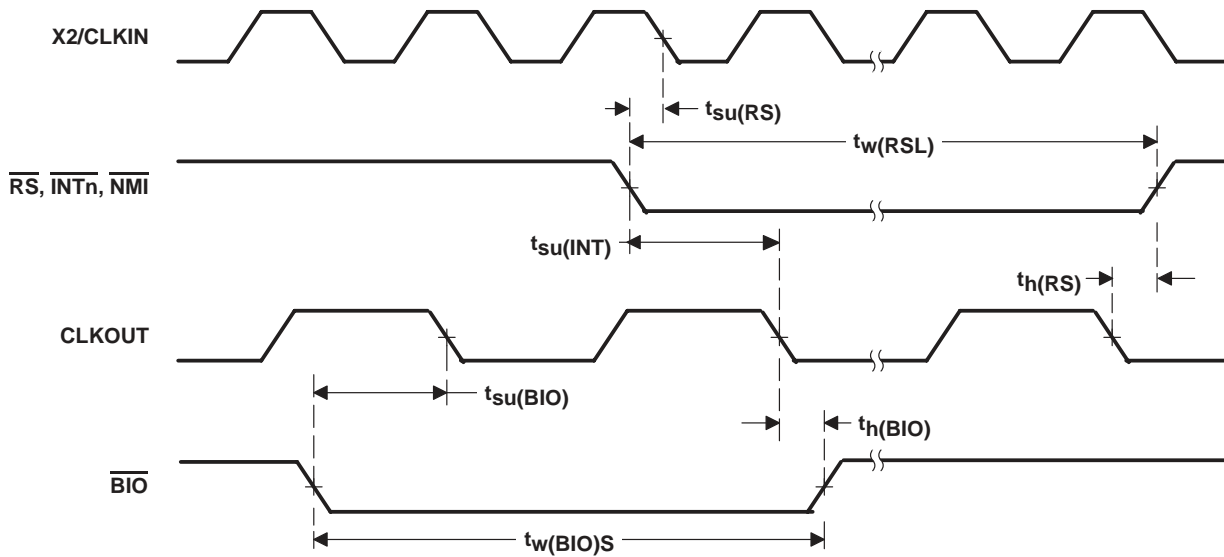 X2/CLKIN
tsu(RS)
tw(RSL)
RS, INTn, NMI
tsu(INT)
th(RS)
CLKOUT
tsu(BIO)
th(BIO)
BIO
tw(BIO)S